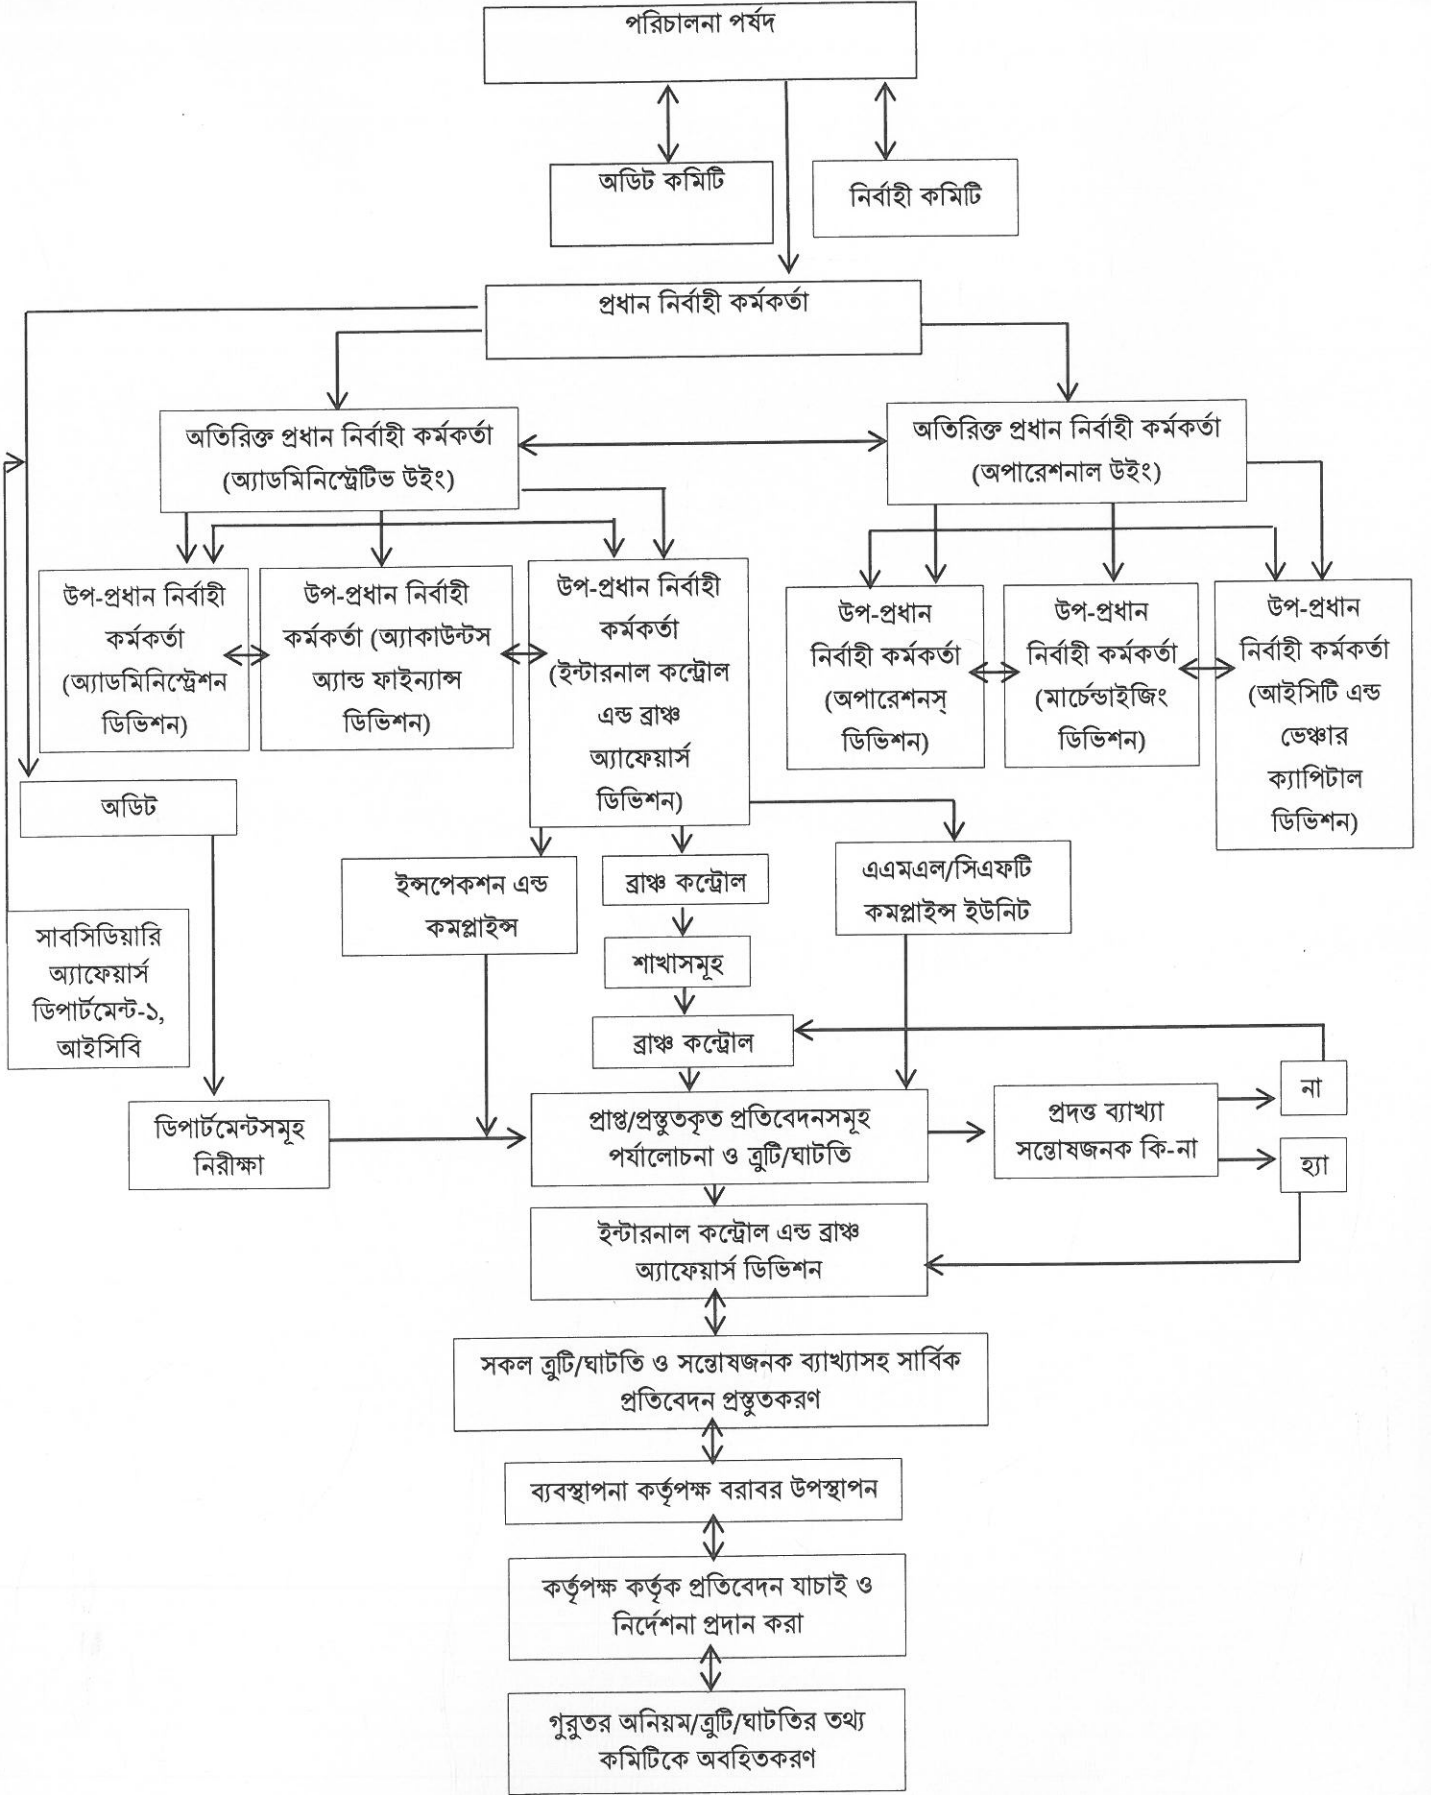 পরিচালনা পর্ষদ
অডিট কমিটি
নির্বাহী কমিটি
প্রধান নির্বাহী কর্মকর্তা
অতিরিক্ত প্রধান নির্বাহী কর্মকর্তা
(অ্যাডমিনিস্ট্রেটিভ উইং)
অতিরিক্ত প্রধান নির্বাহী কর্মকর্তা
(অপারেশনাল উইং)
উপ-প্রধান নির্বাহী
কর্মকর্তা
(অ্যাডমিনিস্ট্রেশন
ডিভিশন)
উপ-প্রধান নির্বাহী
কর্মকর্তা (অ্যাকাউন্টস
অ্যান্ড ফাইন্যান্স
ডিভিশন)
উপ-প্রধান নির্বাহী
কর্মকর্তা
(ইন্টারনাল কন্ট্রোল
এন্ড ব্রাঞ্চ
অ্যাফেয়ার্স
ডিভিশন)
উপ-প্রধান
নির্বাহী কর্মকর্তা
(অপারেশনস্
ডিভিশন)
উপ-প্রধান
নির্বাহী কর্মকর্তা
(মার্চেন্ডাইজিং
ডিভিশন)
উপ-প্রধান
নির্বাহী কর্মকর্তা
(আইসিটি এন্ড
ভেঞ্চার
ক্যাপিটাল
ডিভিশন)
অডিট
ইন্সপেকশন এন্ড
কমপ্লাইন্স
ব্রাঞ্চ কন্ট্রোল
এএমএল/সিএফটি
কমপ্লাইন্স ইউনিট
সাবসিডিয়ারি
অ্যাফেয়ার্স
ডিপার্টমেন্ট-১,
আইসিবি
শাখাসমূহ
ব্রাঞ্চ কন্ট্রোল
ডিপার্টমেন্টসমূহ
নিরীক্ষা
প্রাপ্ত/প্রস্তুতকৃত প্রতিবেদনসমূহ
পর্যালোচনা ও ত্রুটি/ঘাটতি
প্রদত্ত ব্যাখ্যা
সন্তোষজনক কি-না
না
হ্যা
ইন্টারনাল কন্ট্রোল এন্ড ব্রাঞ্চ
অ্যাফেয়ার্স ডিভিশন
সকল ত্রুটি/ঘাটতি ও সন্তোষজনক ব্যাখ্যাসহ সার্বিক
প্রতিবেদন প্রস্তুতকরণ
ব্যবস্থাপনা কর্তৃপক্ষ বরাবর উপস্থাপন
কর্তৃপক্ষ কর্তৃক প্রতিবেদন যাচাই ও
নির্দেশনা প্রদান করা
গুরুতর অনিয়ম/ত্রুটি/ঘাটতির তথ্য
কমিটিকে অবহিতকরণ